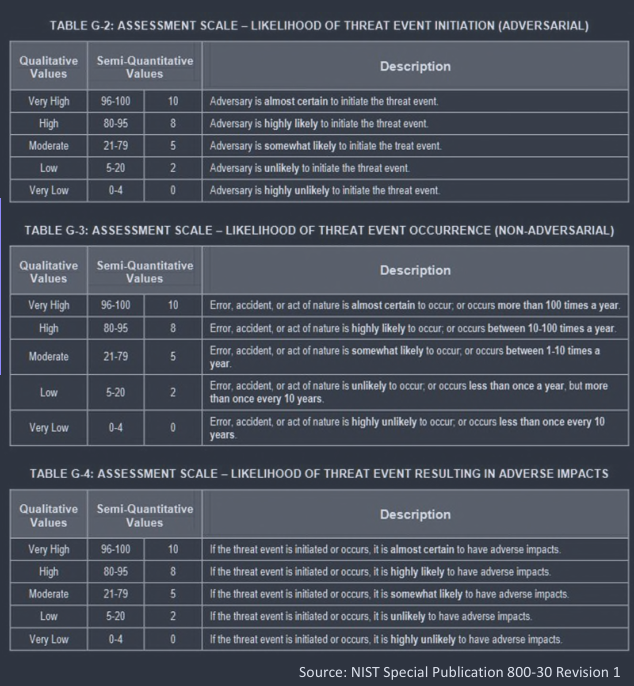 TABLE G-2: ASSESSMENT SCALE – LIKELIHOOD OF THREAT EVENT INITIATION (ADVERSARIAL)
Qualitative Values | Semi-Quantitative Values | Description
Very High | 96-100 | 10 | Adversary is almost certain to initiate the threat event.
High | 80-95 | 8 | Adversary is highly likely to initiate the threat event.
Moderate | 21-79 | 5 | Adversary is somewhat likely to initiate the treat event.
Low | 5-20 | 2 | Adversary is unlikely to initiate the threat event.
Very Low | 0-4 | 0 | Adversary is highly unlikely to initiate the threat event.
TABLE G-3: ASSESSMENT SCALE – LIKELIHOOD OF THREAT EVENT OCCURRENCE (NON-ADVERSARIAL)
Qualitative Values | Semi-Quantitative Values | Description
Very High | 96-100 | 10 | Error, accident, or act of nature is almost certain to occur; or occurs more than 100 times a year.
High | 80-95 | 8 | Error, accident, or act of nature is highly likely to occur; or occurs between 10-100 times a year.
Moderate | 21-79 | 5 | Error, accident, or act of nature is somewhat likely to occur; or occurs between 1-10 times a
year.
Low | 5-20 | 2 | Error, accident, or act of nature is unlikely to occur; or occurs less than once a year, but more
than once every 10 years.
Very Low | 0-4 | 0 | Error, accident, or act of nature is highly unlikely to occur; or occurs less than once every 10
years.
TABLE G-4: ASSESSMENT SCALE – LIKELIHOOD OF THREAT EVENT RESULTING IN ADVERSE IMPACTS
Qualitative Values | Semi-Quantitative Values | Description
Very High | 96-100 | 10 | If the threat event is initiated or occurs, it is almost certain to have adverse impacts.
High | 80-95 | 8 | If the threat event is initiated or occurs, it is highly likely to have adverse impacts.
Moderate | 21-79 | 5 | If the threat event is initiated or occurs, it is somewhat likely to have adverse impacts.
Low | 5-20 | 2 | If the threat event is initiated or occurs, it is unlikely to have adverse impacts.
Very Low | 0-4 | 0 | If the threat event is initiated or occurs, it is highly unlikely to have adverse impacts.
Source: NIST Special Publication 800-30 Revision 1